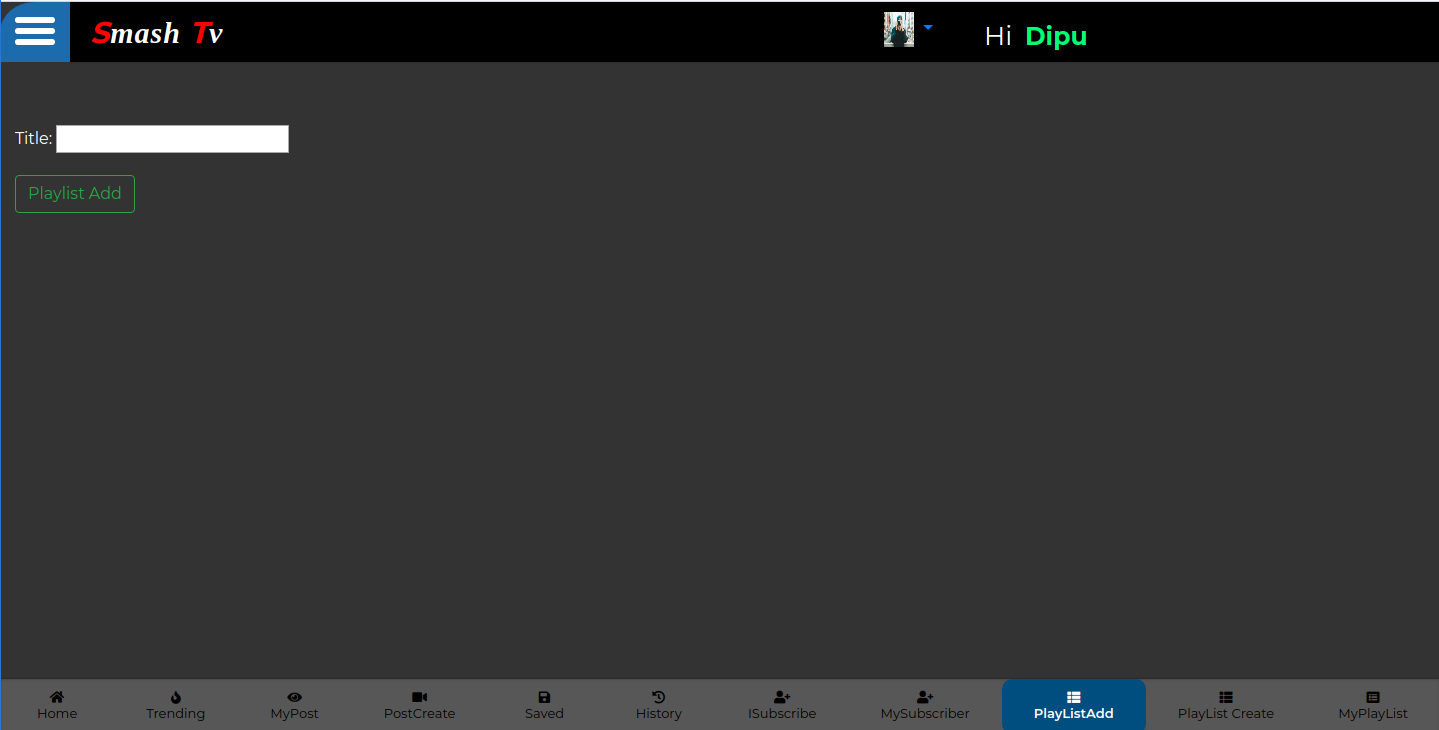 Smash Tv
Hi Dipu
Title:
Playlist Add
Home
Trending
MyPost
PostCreate
Saved
History
ISubscribe
MySubscriber
PlayListAdd
PlayList Create
MyPlayList